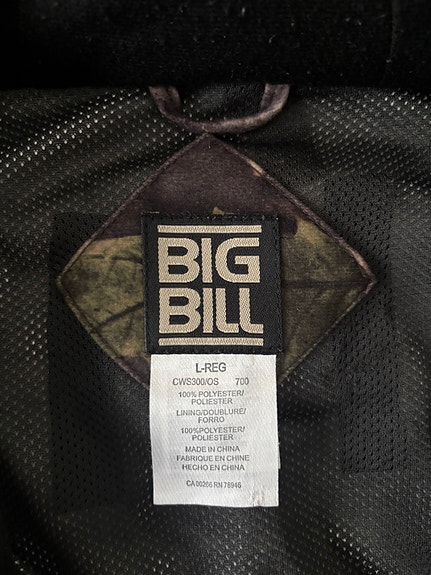 BIG
BILL
L-REG
CWS300/OS 700
100% POLYESTER/
POLIESTER
LINING/DOUBLURE/
FORRO
100%POLYESTER/
POLIESTER
MADE IN CHINA
FABRIQUE EN CHINE
HECHO EN CHINA
CA 00266 RN 76946